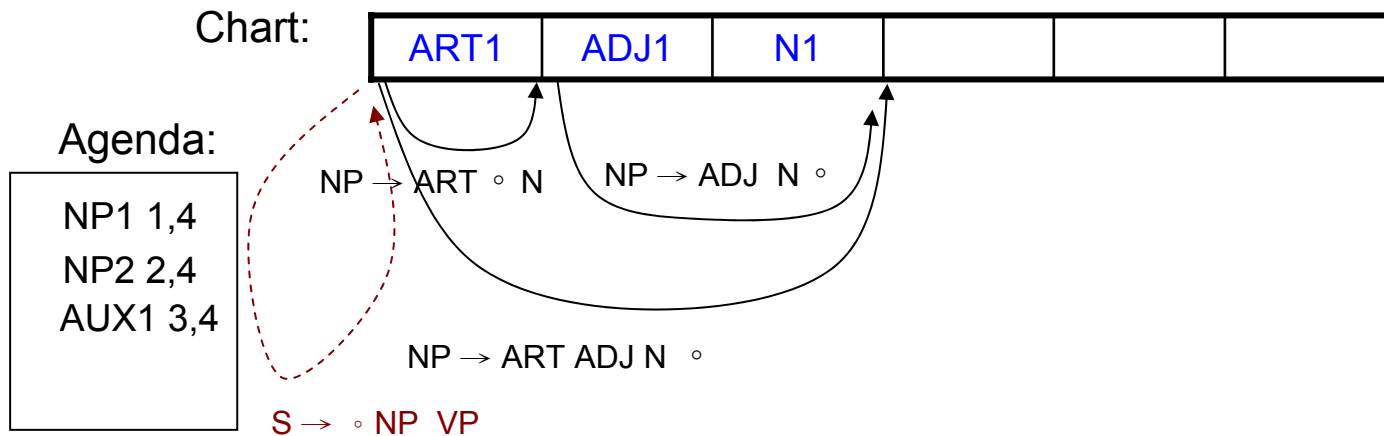 Chart:
ART1 ADJ1 N1
Agenda:
NP1 1,4
NP2 2,4
AUX1 3,4
NP → ART ◦ N
NP → ADJ N ◦
NP → ART ADJ N ◦
S → ◦ NP VP